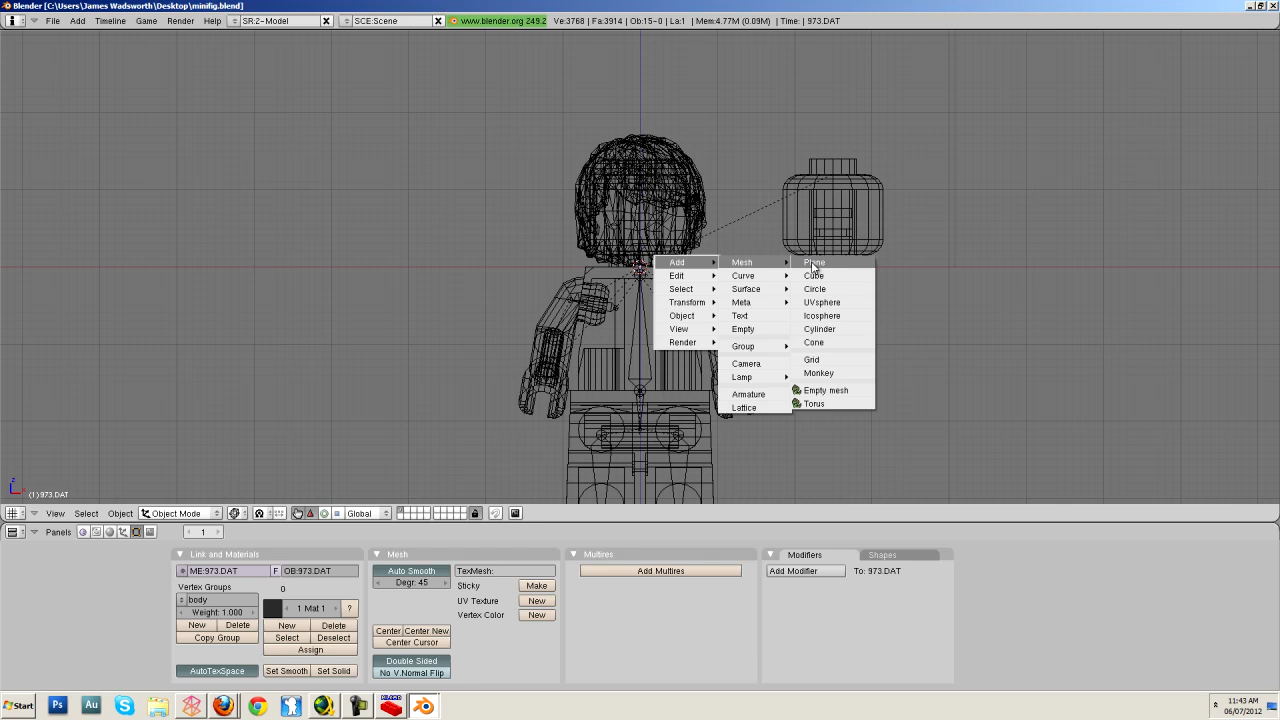 Blender [C:\Users\James Wadsworth\Desktop\minifig.blend]
File Add Timeline Game Render Help SR:2-Model SCE:Scene www.blender.org 249.2 Ve:3768 | Fa:3914 | Ob:15-0 | La:1 | Mem:4.77M (0.09M) | Time: | 973.DAT
Add
Edit
Select
Transform
Object
View
Render
Mesh
Curve
Surface
Meta
Text
Empty
Group
Camera
Lamp
Armature
Lattice
Plane
Cube
Circle
UVsphere
Icosphere
Cylinder
Cone
Grid
Monkey
Empty mesh
Torus
z
(1) 973.DAT
View Select Object Object Mode Global
Panels 1
Link and Materials
ME:973.DAT F OB:973.DAT
Vertex Groups 0
body
Weight: 1.000
1 Mat 1 ?
New Delete New Delete
Copy Group Select Deselect
Assign
AutoTexSpace Set Smooth Set Solid
Mesh
Auto Smooth
Degr: 45
TexMesh:
Sticky Make
UV Texture New
Vertex Color New
Center Center New
Center Cursor
Double Sided
No V.Normal Flip
Multires
Add Multires
Modifiers Shapes
Add Modifier To: 973.DAT
Start Ps Au MLCAD
11:43 AM
06/07/2012